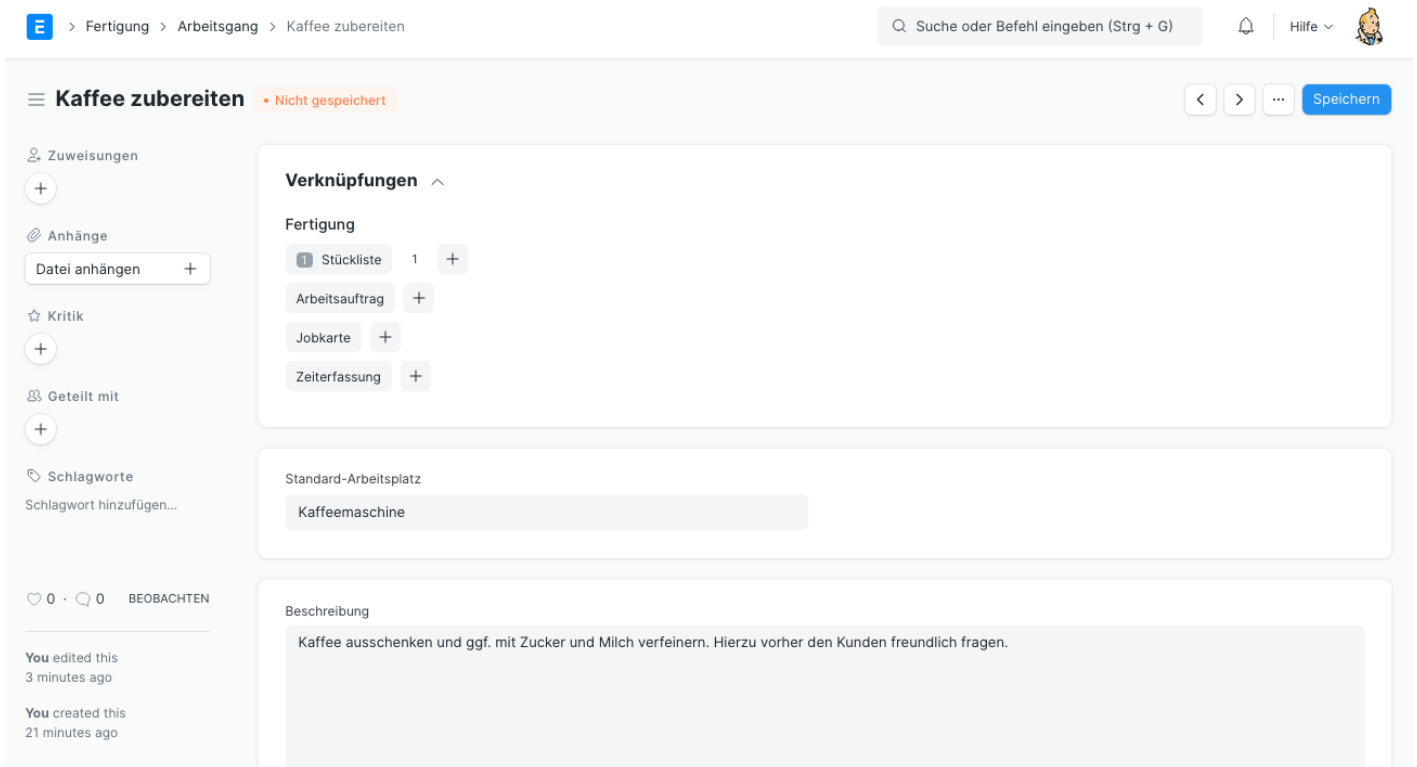 E > Fertigung > Arbeitsgang > Kaffee zubereiten
Suche oder Befehl eingeben (Strg + G)
Hilfe
Kaffee zubereiten
• Nicht gespeichert
...
Speichern
Zuweisungen
+
Anhänge
Datei anhängen +
Kritik
+
Geteilt mit
+
Schlagworte
Schlagwort hinzufügen...
0 · 0 BEOBACHTEN
You edited this
3 minutes ago
You created this
21 minutes ago
Verknüpfungen
Fertigung
1 Stückliste 1 +
Arbeitsauftrag +
Jobkarte +
Zeiterfassung +
Standard-Arbeitsplatz
Kaffeemaschine
Beschreibung
Kaffee ausschenken und ggf. mit Zucker und Milch verfeinern. Hierzu vorher den Kunden freundlich fragen.